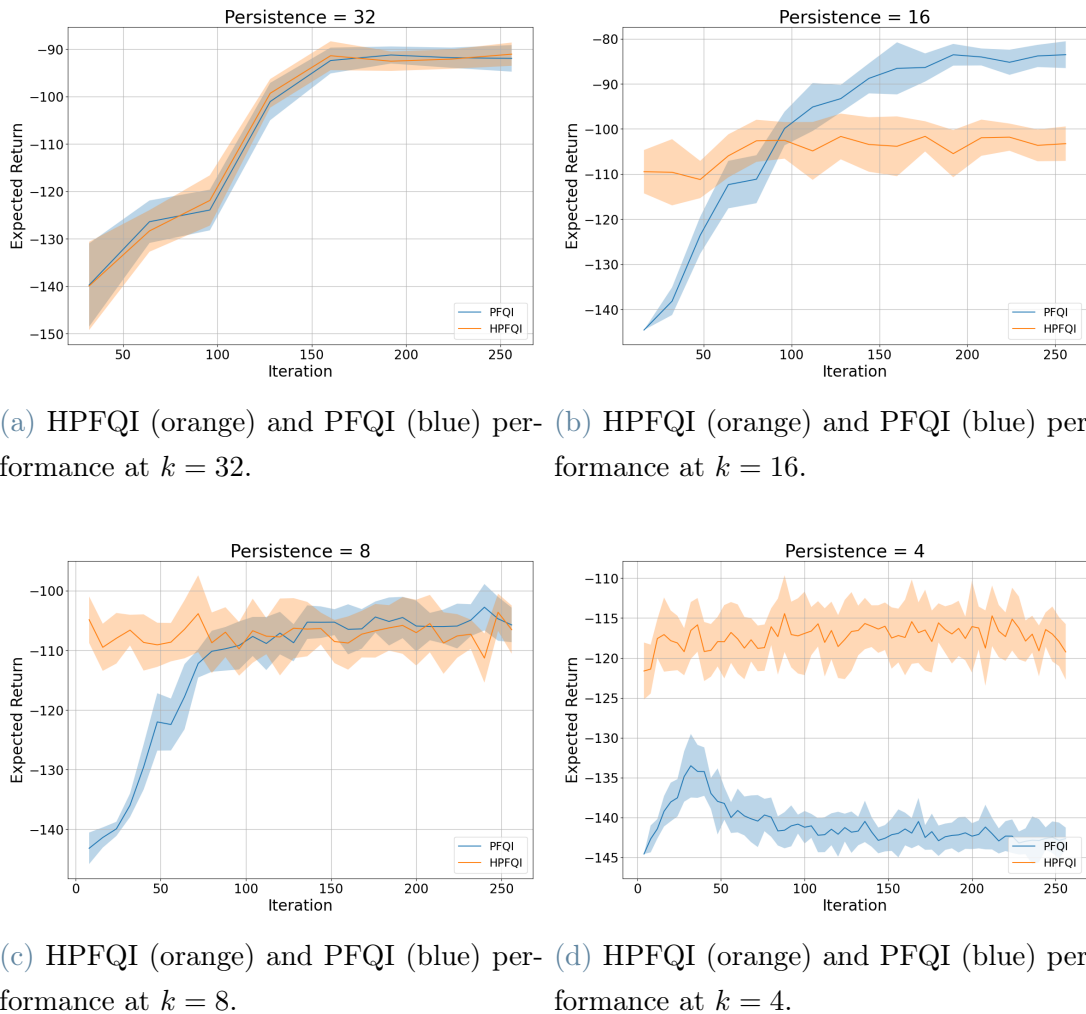 Persistence = 32
Expected Return
−90
−100
−110
−120
−130
−140
−150
50
100
150
200
250
Iteration
PFQI
HPFQI
Persistence = 16
Expected Return
−80
−90
−100
−110
−120
−130
−140
50
100
150
200
250
Iteration
PFQI
HPFQI
(a) HPFQI (orange) and PFQI (blue) per-
formance at k = 32.
(b) HPFQI (orange) and PFQI (blue) per
formance at k = 16.
Persistence = 8
Expected Return
−100
−110
−120
−130
−140
0
50
100
150
200
250
Iteration
PFQI
HPFQI
Persistence = 4
Expected Return
−110
−115
−120
−125
−130
−135
−140
−145
0
50
100
150
200
250
Iteration
PFQI
HPFQI
(c) HPFQI (orange) and PFQI (blue) per-
formance at k = 8.
(d) HPFQI (orange) and PFQI (blue) per
formance at k = 4.